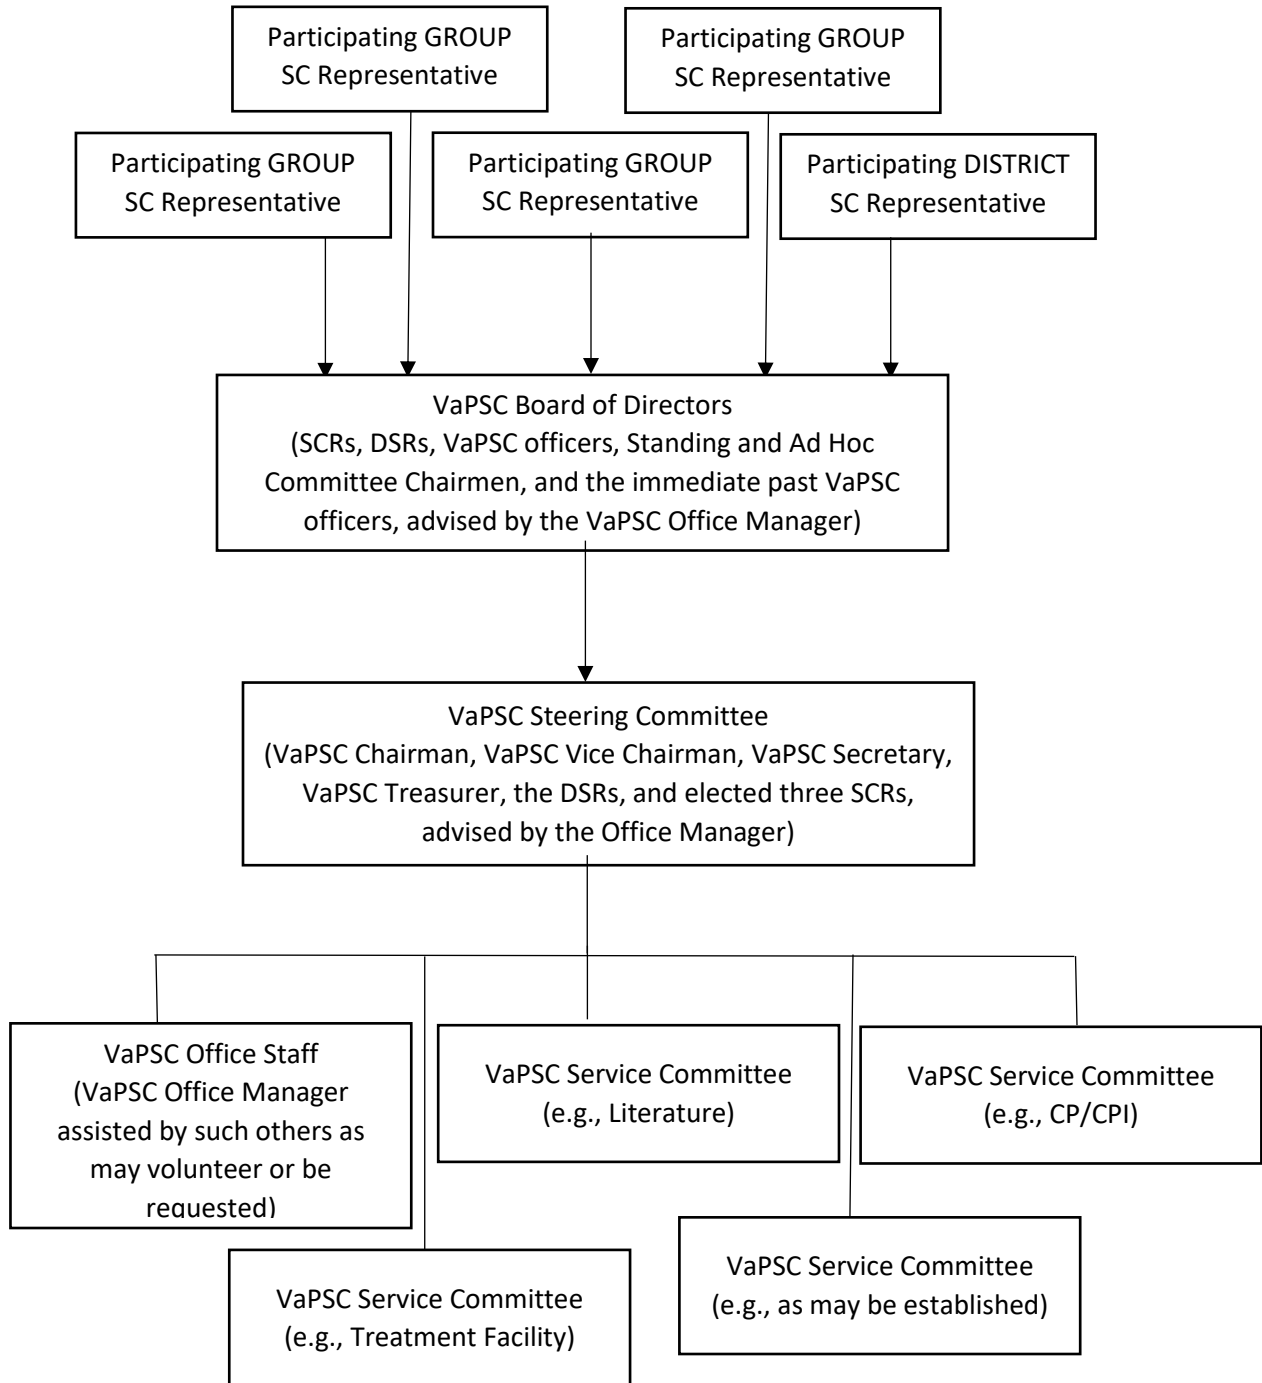 Participating GROUP
SC Representative
Participating GROUP
SC Representative
Participating GROUP
SC Representative
Participating GROUP
SC Representative
Participating DISTRICT
SC Representative
VaPSC Board of Directors
(SCRs, DSRs, VaPSC officers, Standing and Ad Hoc
Committee Chairmen, and the immediate past VaPSC
officers, advised by the VaPSC Office Manager)
VaPSC Steering Committee
(VaPSC Chairman, VaPSC Vice Chairman, VaPSC Secretary,
VaPSC Treasurer, the DSRs, and elected three SCRs,
advised by the Office Manager)
VaPSC Office Staff
(VaPSC Office Manager
assisted by such others as
may volunteer or be
requested)
VaPSC Service Committee
(e.g., Literature)
VaPSC Service Committee
(e.g., CP/CPI)
VaPSC Service Committee
(e.g., Treatment Facility)
VaPSC Service Committee
(e.g., as may be established)